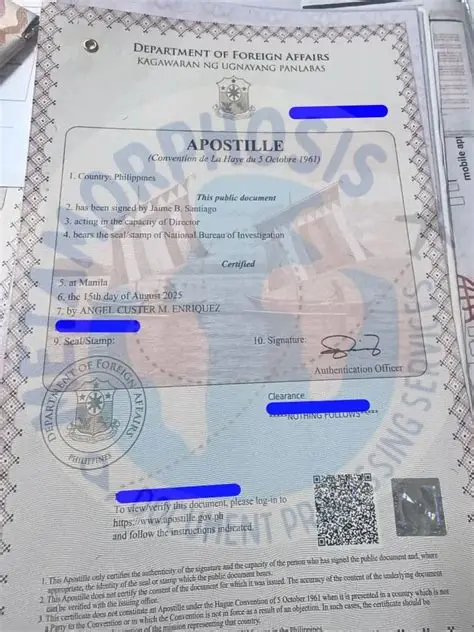 DEPARTMENT OF FOREIGN AFFAIRS
KAGAWARAN NG UGNAYANG PANLABAS
APOSTILLE
(Convention de La Haye du 5 Octobre 1961)
1. Country: Philippines
This public document
2. has been signed by Jaime B. Santiago
3. acting in the capacity of Director
4. bears the seal/stamp of National Bureau of Investigation
Certified
5. at Manila
6. the 15th day of August 2025
7. by ANGEL CUSTER M. ENRIQUEZ
9. Seal/Stamp:
10. Signature:
Authentication Officer
DEPARTMENT OF FOREIGN AFFAIRS
PHILIPPINES
Clearance
NOTHING FOLLOWS
To view/verify this document, please log-in to
https://www.apostille.gov.ph
and follow the instructions indicated.
1. This Apostille only certifies the authenticity of the signature and the capacity of the person who has signed the public document and, where
appropriate, the identity of the seal or stamp which the public document bears.
2. This Apostille does not certify the content of the document for which it was issued. The accuracy of the content of the underlying document
can be verified with the issuing office.
3. This certificate does not constitute an Apostille under the Hague Convention of 5 October 1961 when it is presented in a country which is not
a Party to the Convention or in which the Convention is not in force as a result of an objection. In such cases, the certificate should be
mission representing that country.
mobile
METAMORPHOSIS
DOCUMENT PROCESSING SERVICES